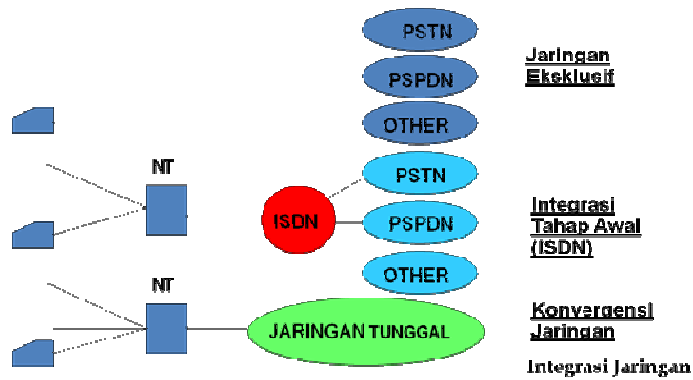 PSTN
PSPDN
OTHER
Jaringan
Eksklusif
NT
ISDN
PSTN
PSPDN
OTHER
Integrasi
Tahap Awal
(ISDN)
NT
JARINGAN TUNGGAL
Konvergensi
Jaringan
Integrasi Jaringan